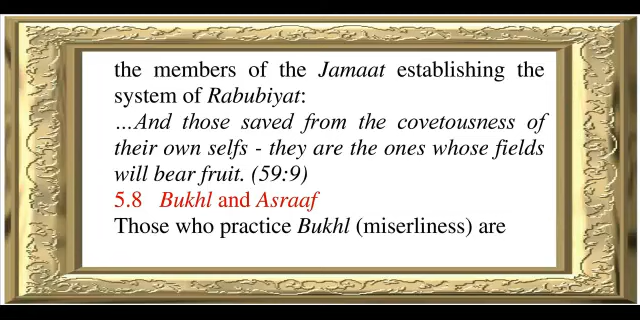 the members of the Jamaat establishing the
system of Rabubiyat:
…And those saved from the covetousness of
their own selfs - they are the ones whose fields
will bear fruit. (59:9)
5.8 Bukhl and Asraaf
Those who practice Bukhl (miserliness) are